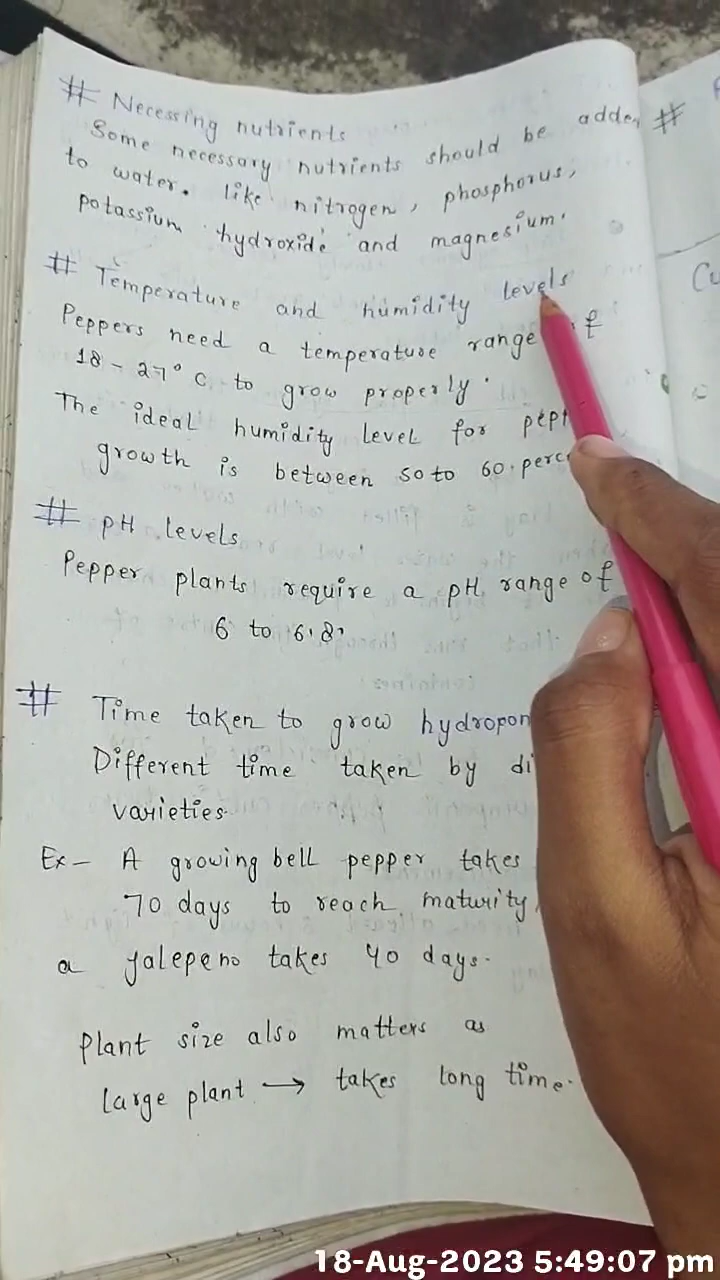 # Necessing nutrients
Some necessary nutrients should be adde
to water. like nitrogen, phosphorus,
potassium hydroxide and magnesium.
# Temperature and humidity levels
Peppers need a temperature range
18 - 27° C to grow properly.
The ideal humidity level for
growth is between 50 to 60 perc
# pH levels
Pepper plants require a pH range of
6 to 6.8.
# Time taken to grow hydropon
Different time taken by di
varieties.
Ex - A growing bell pepper takes
70 days to reach maturity,
a jalepeno takes 40 days.
Plant size also matters as
large plant → takes long time.
#
18-Aug-2023 5:49:07 pm